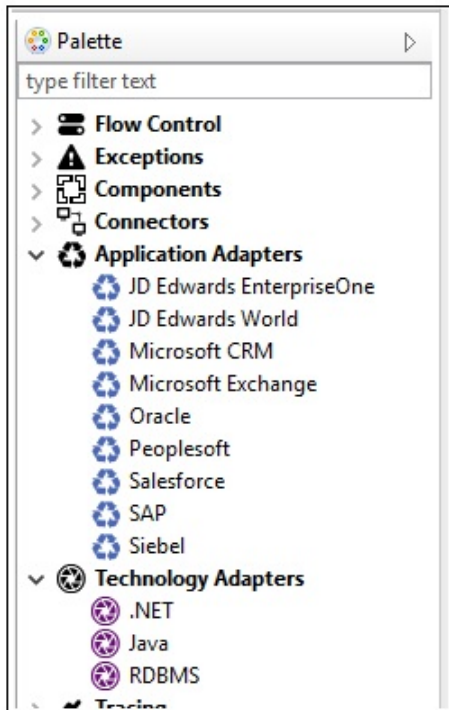 Palette
type filter text
Flow Control
Exceptions
Components
Connectors
Application Adapters
JD Edwards EnterpriseOne
JD Edwards World
Microsoft CRM
Microsoft Exchange
Oracle
Peoplesoft
Salesforce
SAP
Siebel
Technology Adapters
.NET
Java
RDBMS
Tracing